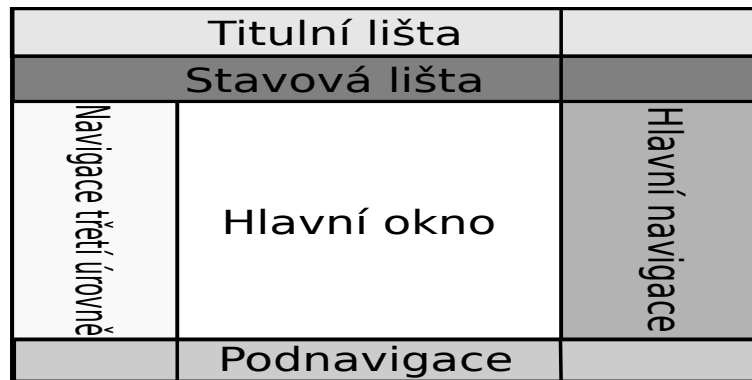 Titulní lišta
Stavová lišta
Navigace třetí úrovně
Hlavní okno
Hlavní navigace
Podnavigace